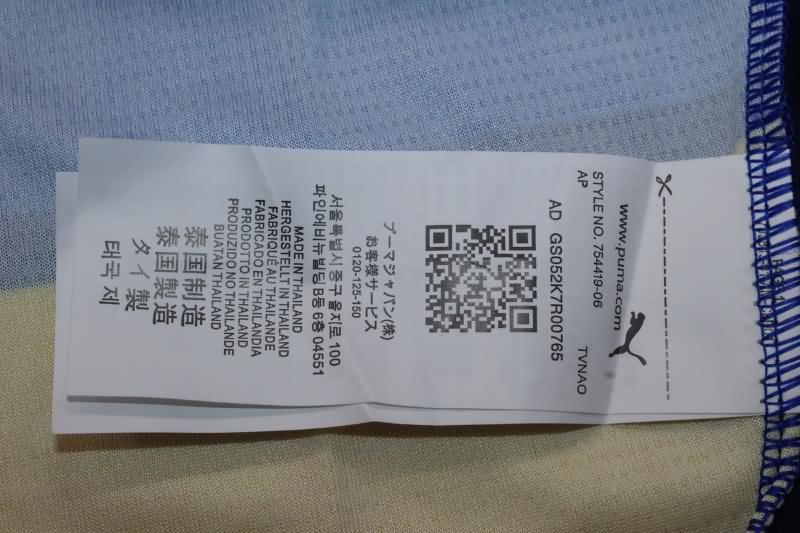 www.puma.com
STYLE NO. 754419-06 TVNAO
AP
AD GS052K7R00765
プーマジャパン(株)
お客様サービス
0120-125-150
서울특별시 중구 을지로 100
파인에비뉴 빌딩 B동 6층 04551
MADE IN THAILAND
HERGESTELLT IN THAILAND
FABRIQUÉ AU THAILANDE
FABRICADO EN THAILANDIA
PRODOTTO IN THAILAND
PRODUZIDO NO THAILANDE
BUATAN THAILAND
泰国制造
泰國製造
タイ製
태국 제